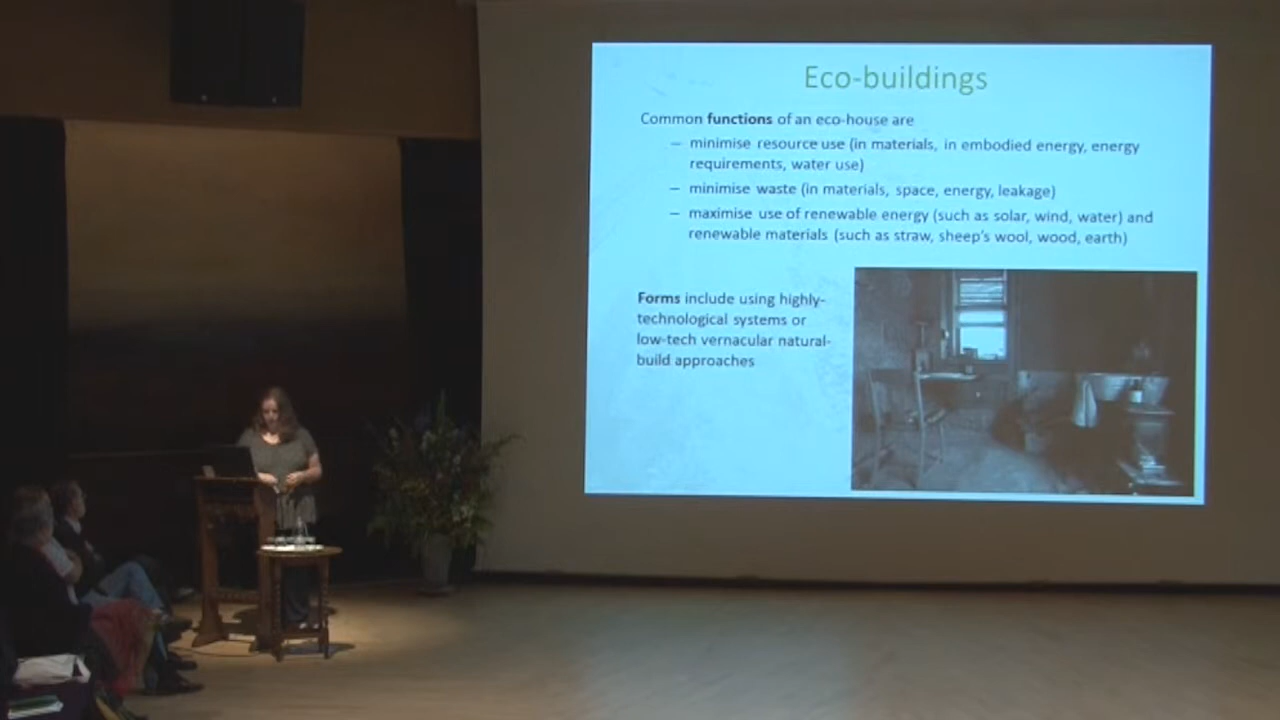 Eco-buildings
Common functions of an eco-house are
– minimise resource use (in materials, in embodied energy, energy
requirements, water use)
– minimise waste (in materials, space, energy, leakage)
– maximise use of renewable energy (such as solar, wind, water) and
renewable materials (such as straw, sheep's wool, wood, earth)
Forms include using highly-
technological systems or
low-tech vernacular natural-
build approaches